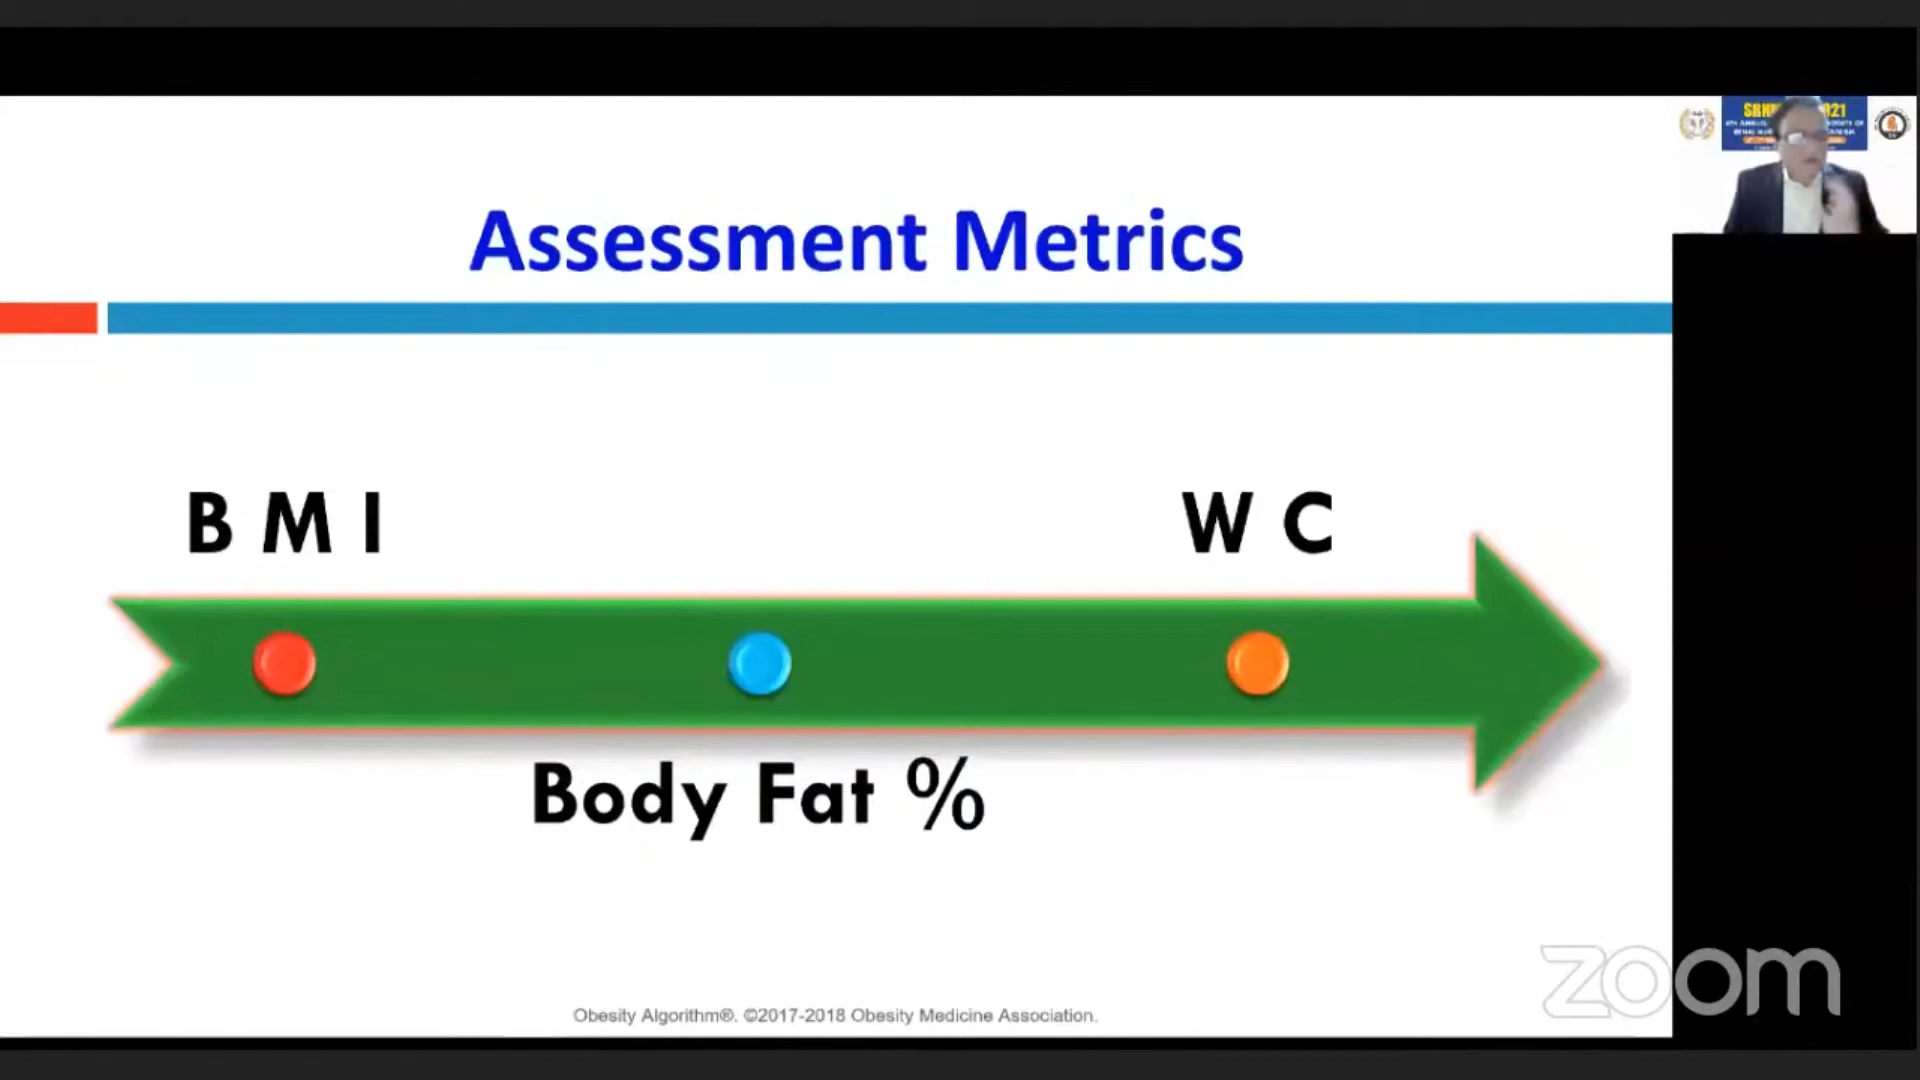 Assessment Metrics
B M I
W C
Body Fat %
Obesity Algorithm®. ©2017-2018 Obesity Medicine Association.
zoom